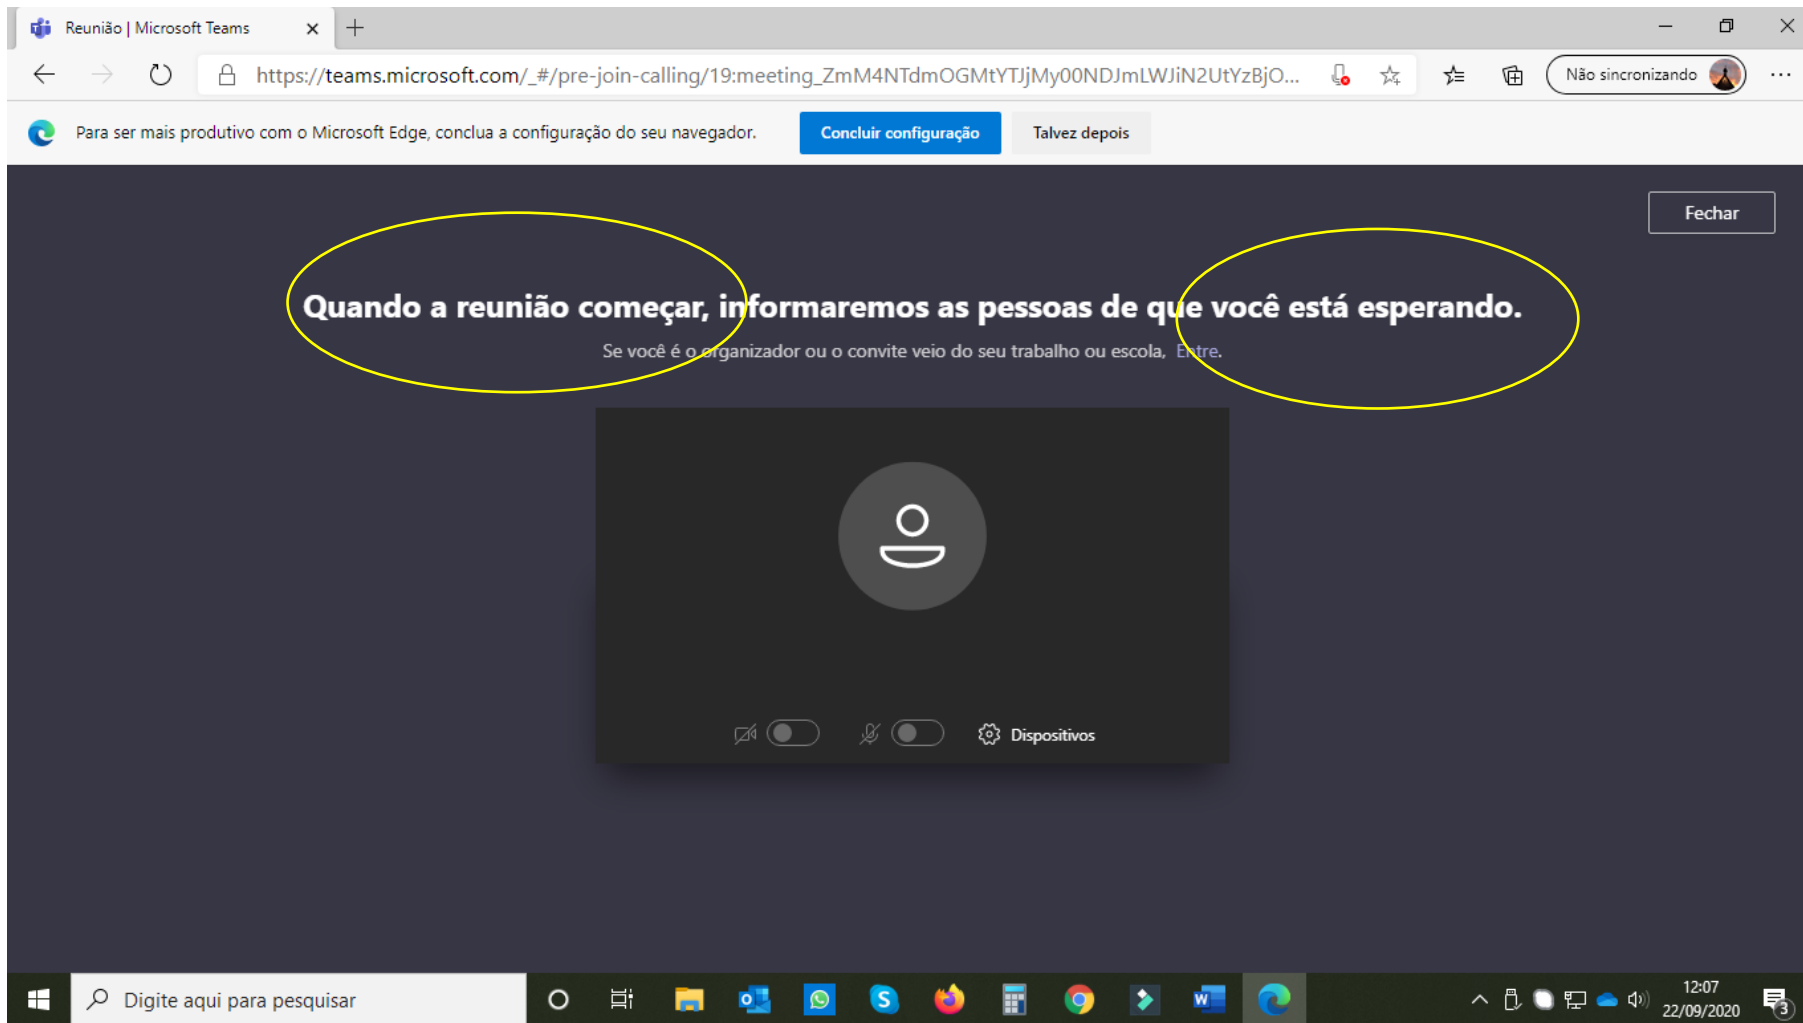 Reunião | Microsoft Teams
https://teams.microsoft.com/_#/pre-join-calling/19:meeting_ZmM4NTdmOGMtYTJjMy00NDJmLWJiN2UtYzBjO...
Não sincronizando
Para ser mais produtivo com o Microsoft Edge, conclua a configuração do seu navegador.
Concluir configuração
Talvez depois
Fechar
Quando a reunião começar, informaremos as pessoas de que você está esperando.
Se você é o organizador ou o convite veio do seu trabalho ou escola, Entre.
Dispositivos
Digite aqui para pesquisar
12:07
22/09/2020
3